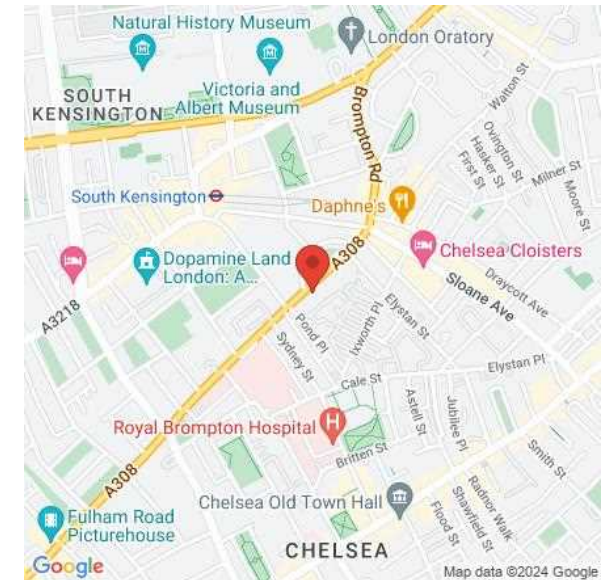 Natural History Museum
London Oratory
Victoria and
Albert Museum
SOUTH
KENSINGTON
Brompton Rd
Walton St
Ovington St
Hasker St
First St
Milner St
Moore St
South Kensington
Daphne's
Chelsea Cloisters
Dopamine Land
London: A...
A308
A3218
Draycott Ave
Sloane Ave
Elystan St
Ixworth Pl
Pond Pl
Sydney St
Elystan Pl
Cale St
Astell St
Jubilee Pl
Royal Brompton Hospital
H
Britten St
Smith St
A308
Radnor Walk
Shawfield St
Flood St
Chelsea Old Town Hall
Fulham Road
Picturehouse
CHELSEA
Google
Map data ©2024 Google